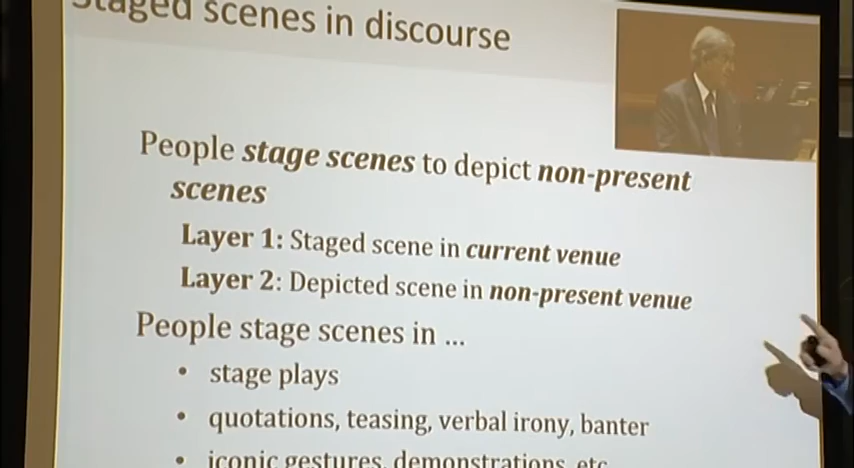 Staged scenes in discourse
People stage scenes to depict non-present
scenes
Layer 1: Staged scene in current venue
Layer 2: Depicted scene in non-present venue
People stage scenes in ...
• stage plays
• quotations, teasing, verbal irony, banter
• iconic gestures, demonstrations, etc